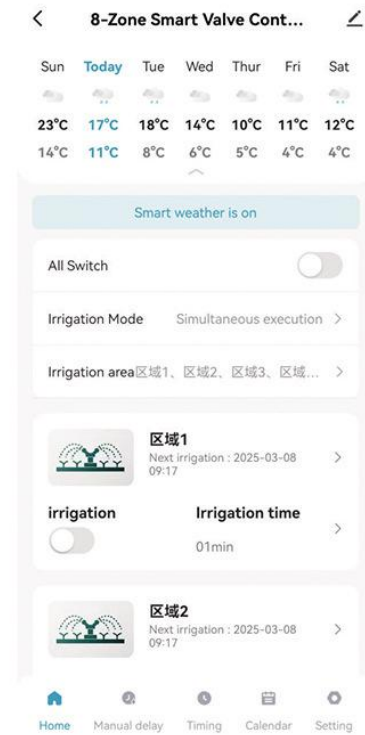 8-Zone Smart Valve Cont...
Sun Today Tue Wed Thur Fri Sat
23°C 17°C 18°C 14°C 10°C 11°C 12°C
14°C 11°C 8°C 6°C 5°C 4°C 4°C
Smart weather is on
All Switch
Irrigation Mode Simultaneous execution
Irrigation area区域1、区域2、区域3、区域...
区域1
Next irrigation : 2025-03-08
09:17
irrigation Irrigation time
01min
区域2
Next irrigation : 2025-03-08
09:17
Home Manual delay Timing Calendar Setting